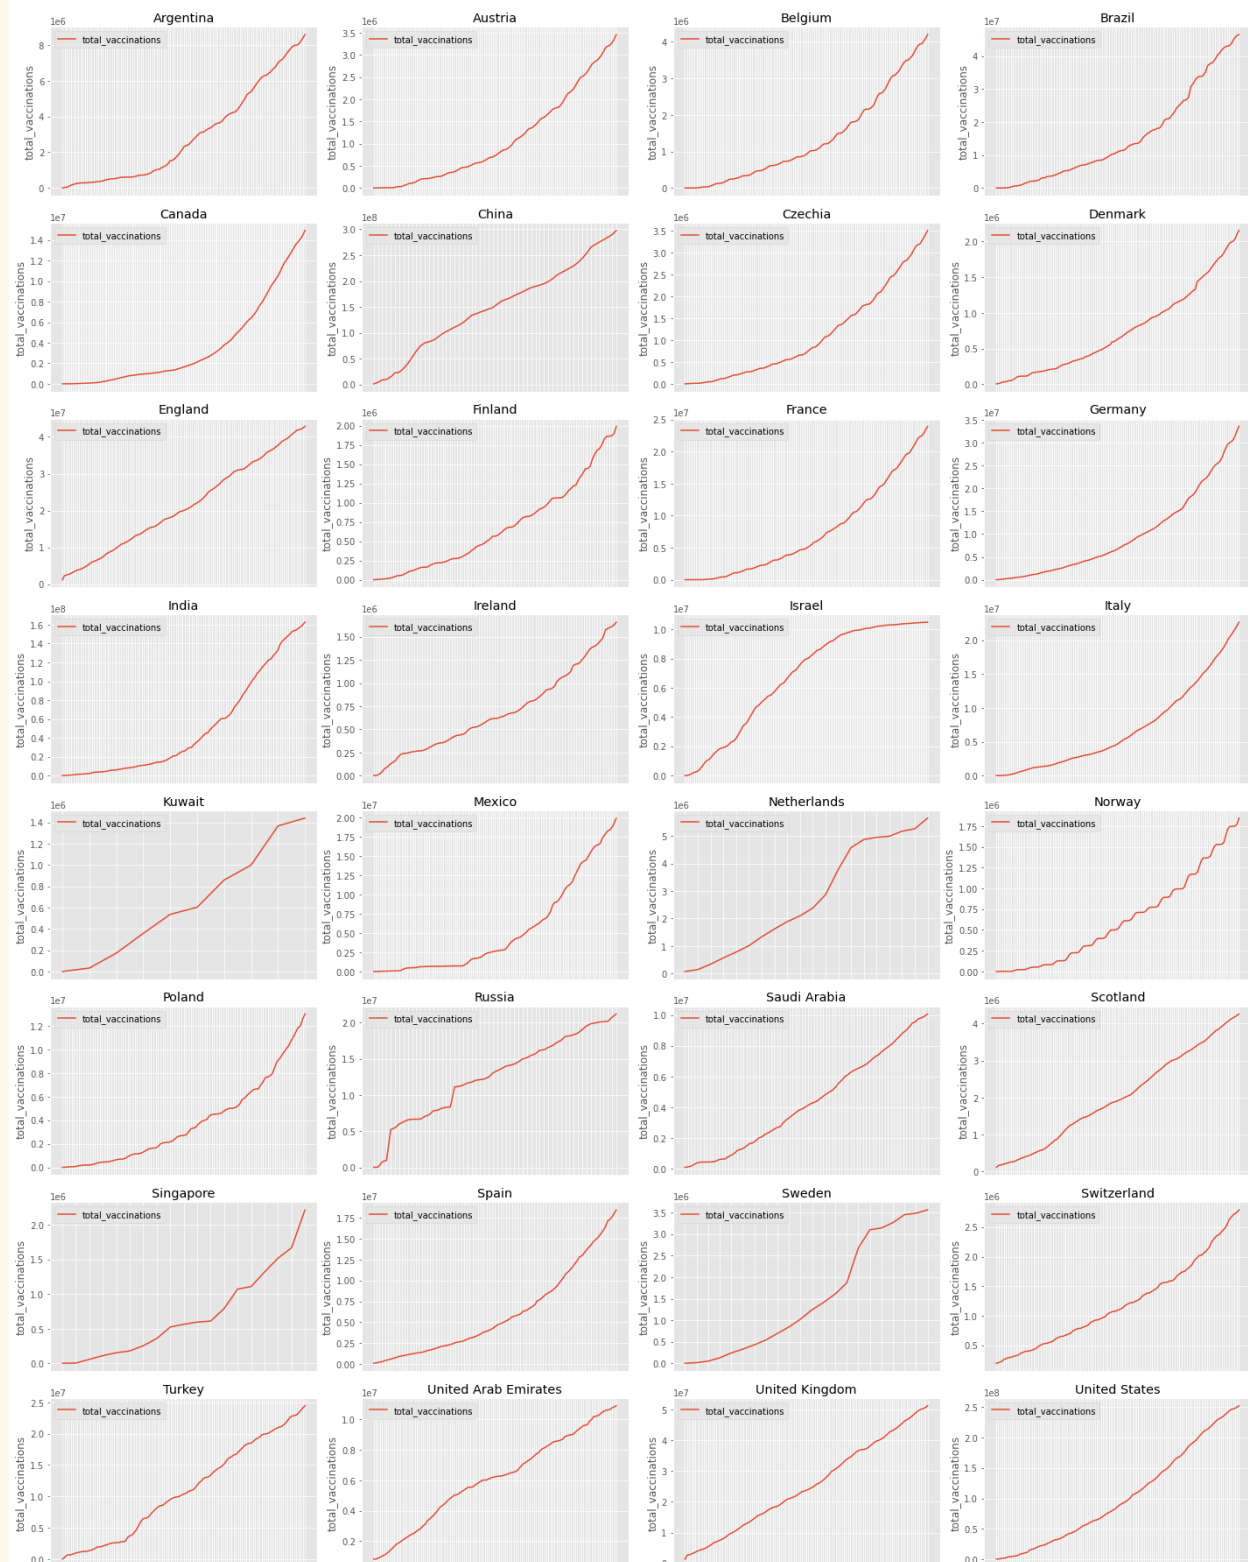 Argentina
1e6
total_vaccinations
total_vaccinations
8
6
4
2
0
Austria
1e6
total_vaccinations
total_vaccinations
3.5
3.0
2.5
2.0
1.5
1.0
0.5
0.0
Belgium
1e6
total_vaccinations
total_vaccinations
4
3
2
1
0
Brazil
1e7
total_vaccinations
total_vaccinations
4
3
2
1
0
Canada
1e7
total_vaccinations
total_vaccinations
1.4
1.2
1.0
0.8
0.6
0.4
0.2
0.0
China
1e8
total_vaccinations
total_vaccinations
3.0
2.5
2.0
1.5
1.0
0.5
0.0
Czechia
1e6
total_vaccinations
total_vaccinations
3.5
3.0
2.5
2.0
1.5
1.0
0.5
0.0
Denmark
1e6
total_vaccinations
total_vaccinations
2.0
1.5
1.0
0.5
0.0
England
1e7
total_vaccinations
total_vaccinations
4
3
2
1
0
Finland
1e6
total_vaccinations
total_vaccinations
2.00
1.75
1.50
1.25
1.00
0.75
0.50
0.25
0.00
France
1e7
total_vaccinations
total_vaccinations
2.5
2.0
1.5
1.0
0.5
0.0
Germany
1e7
total_vaccinations
total_vaccinations
3.5
3.0
2.5
2.0
1.5
1.0
0.5
0.0
India
1e8
total_vaccinations
total_vaccinations
1.6
1.4
1.2
1.0
0.8
0.6
0.4
0.2
0.0
Ireland
1e6
total_vaccinations
total_vaccinations
1.50
1.25
1.00
0.75
0.50
0.25
0.00
Israel
1e7
total_vaccinations
total_vaccinations
1.0
0.8
0.6
0.4
0.2
0.0
Italy
1e7
total_vaccinations
total_vaccinations
2.0
1.5
1.0
0.5
0.0
Kuwait
1e6
total_vaccinations
total_vaccinations
1.4
1.2
1.0
0.8
0.6
0.4
0.2
0.0
Mexico
1e7
total_vaccinations
total_vaccinations
2.00
1.75
1.50
1.25
1.00
0.75
0.50
0.25
0.00
Netherlands
1e6
total_vaccinations
total_vaccinations
5
4
3
2
1
0
Norway
1e6
total_vaccinations
total_vaccinations
1.75
1.50
1.25
1.00
0.75
0.50
0.25
0.00
Poland
1e7
total_vaccinations
total_vaccinations
1.2
1.0
0.8
0.6
0.4
0.2
0.0
Russia
1e7
total_vaccinations
total_vaccinations
2.0
1.5
1.0
0.5
0.0
Saudi Arabia
1e7
total_vaccinations
total_vaccinations
1.0
0.8
0.6
0.4
0.2
0.0
Scotland
1e6
total_vaccinations
total_vaccinations
4
3
2
1
0
Singapore
1e6
total_vaccinations
total_vaccinations
2.0
1.5
1.0
0.5
0.0
Spain
1e7
total_vaccinations
total_vaccinations
1.75
1.50
1.25
1.00
0.75
0.50
0.25
0.00
Sweden
1e6
total_vaccinations
total_vaccinations
3.5
3.0
2.5
2.0
1.5
1.0
0.5
0.0
Switzerland
1e6
total_vaccinations
total_vaccinations
2.5
2.0
1.5
1.0
0.5
Turkey
1e7
total_vaccinations
total_vaccinations
2.5
2.0
1.5
1.0
0.5
0.0
United Arab Emirates
1e7
total_vaccinations
total_vaccinations
1.0
0.8
0.6
0.4
0.2
United Kingdom
1e7
total_vaccinations
total_vaccinations
5
4
3
2
1
0
United States
1e8
total_vaccinations
total_vaccinations
2.5
2.0
1.5
1.0
0.5
0.0